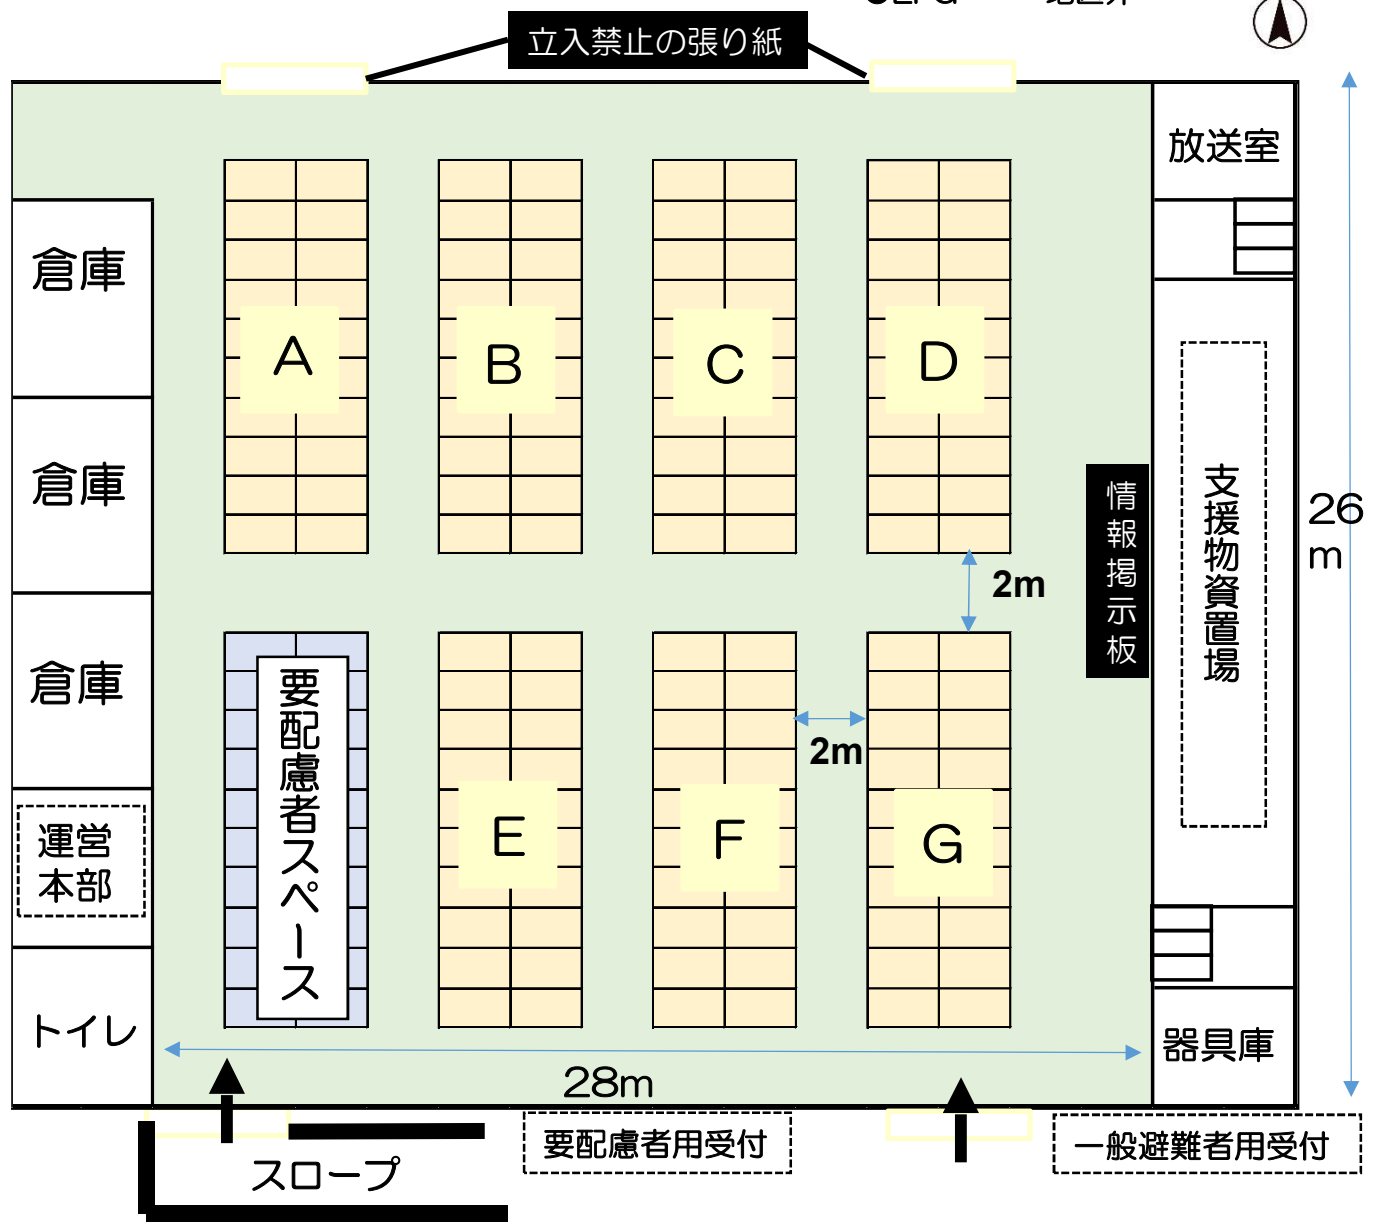 立入禁止の張り紙
放送室
倉庫
A
B
C
D
倉庫
情報掲示板
支援物資置場
26
m
2m
倉庫
要配慮者スペース
2m
運営
本部
E
F
G
トイレ
器具庫
28m
要配慮者用受付
一般避難者用受付
スロープ